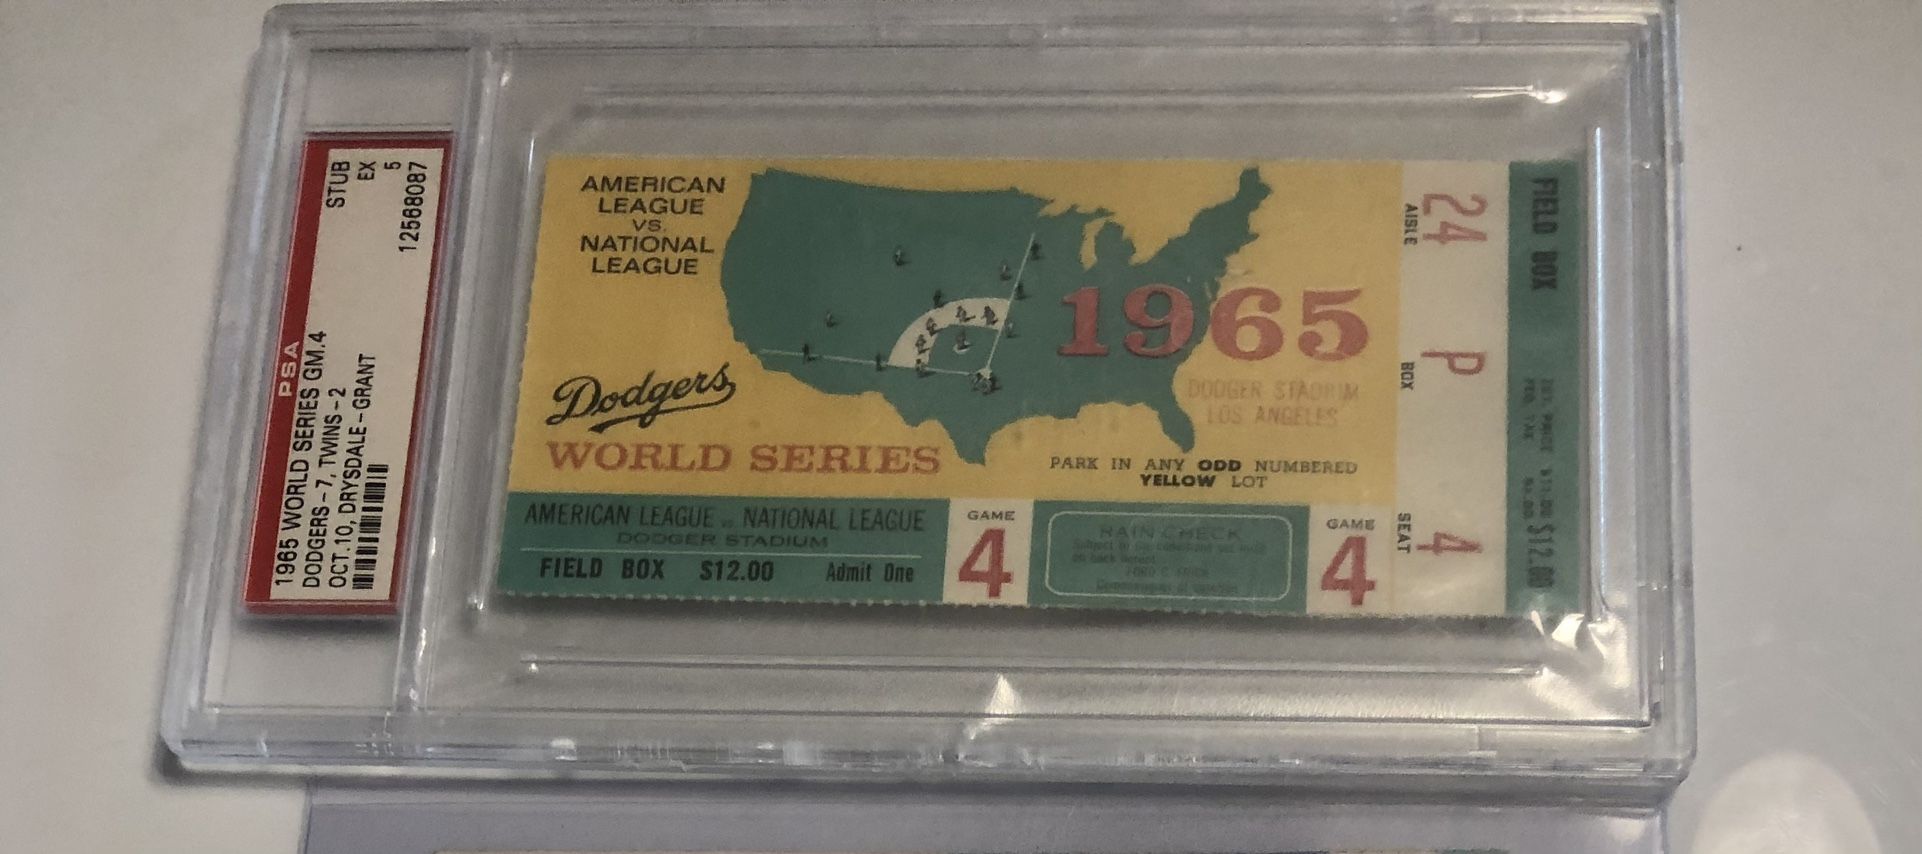 PSA
1965 WORLD SERIES GM.4
DODGERS-7, TWINS-2
OCT.10, DRYSDALE-GRANT
STUB
EX
5
12568087
AMERICAN
LEAGUE
VS.
NATIONAL
LEAGUE
1965
DODGER STADIUM
LOS ANGELES
Dodgers
WORLD SERIES
PARK IN ANY ODD NUMBERED
YELLOW LOT
AMERICAN LEAGUE vs. NATIONAL LEAGUE
DODGER STADIUM
FIELD BOX $12.00 Admit One
GAME
4
RAIN CHECK
FORD C. FRICK
GAME
4
24
AISLE
P
BOX
4
SEAT
FIELD BOX
$12.00